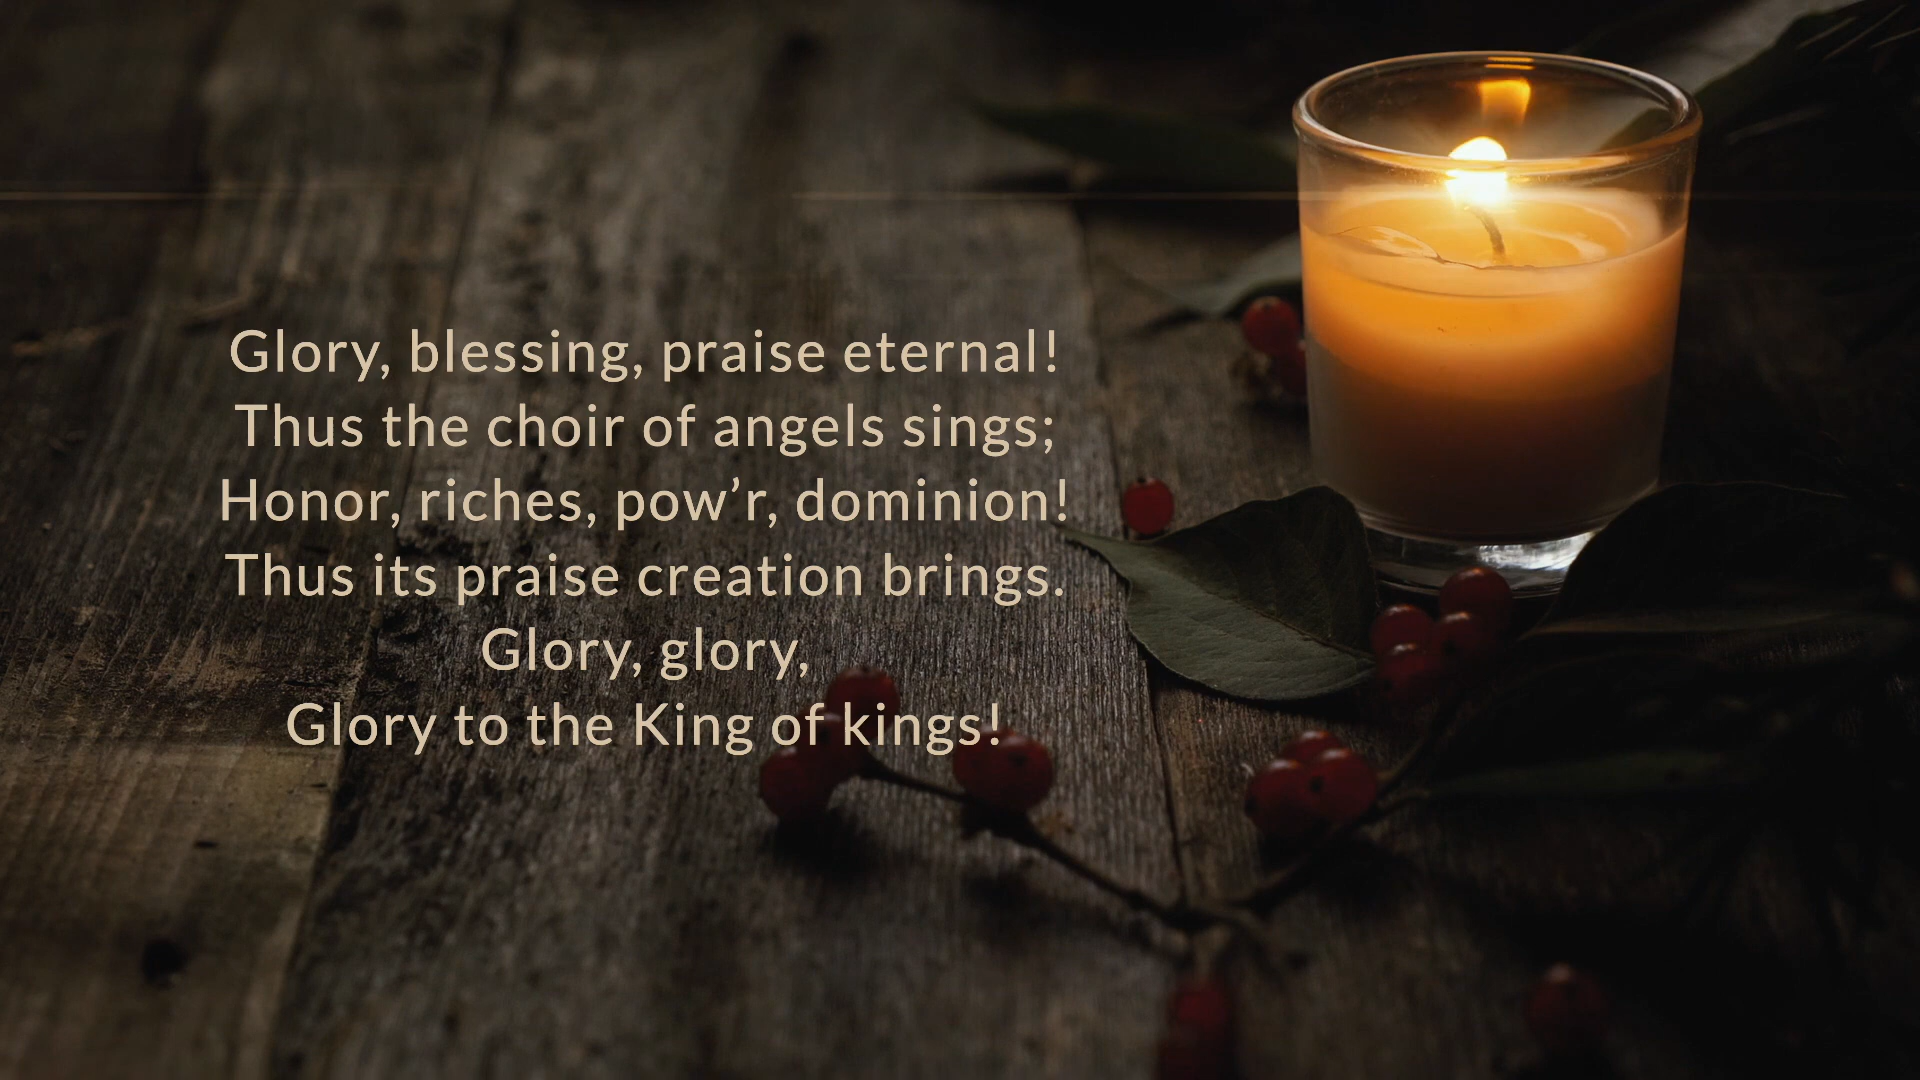 Glory, blessing, praise eternal!
Thus the choir of angels sings;
Honor, riches, pow’r, dominion!
Thus its praise creation brings.
Glory, glory,
Glory to the King of kings!